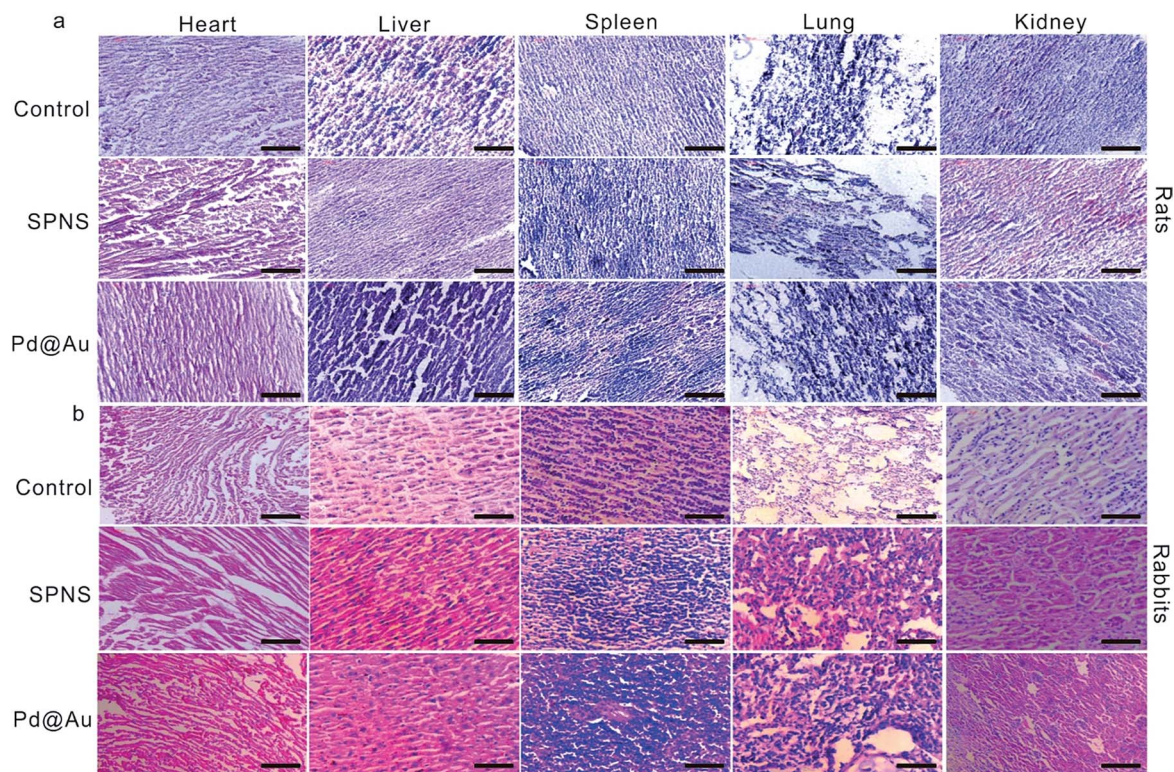 a Heart Liver Spleen Lung Kidney
Control
SPNS
Pd@Au
Rats
b
Control
SPNS
Pd@Au
Rabbits